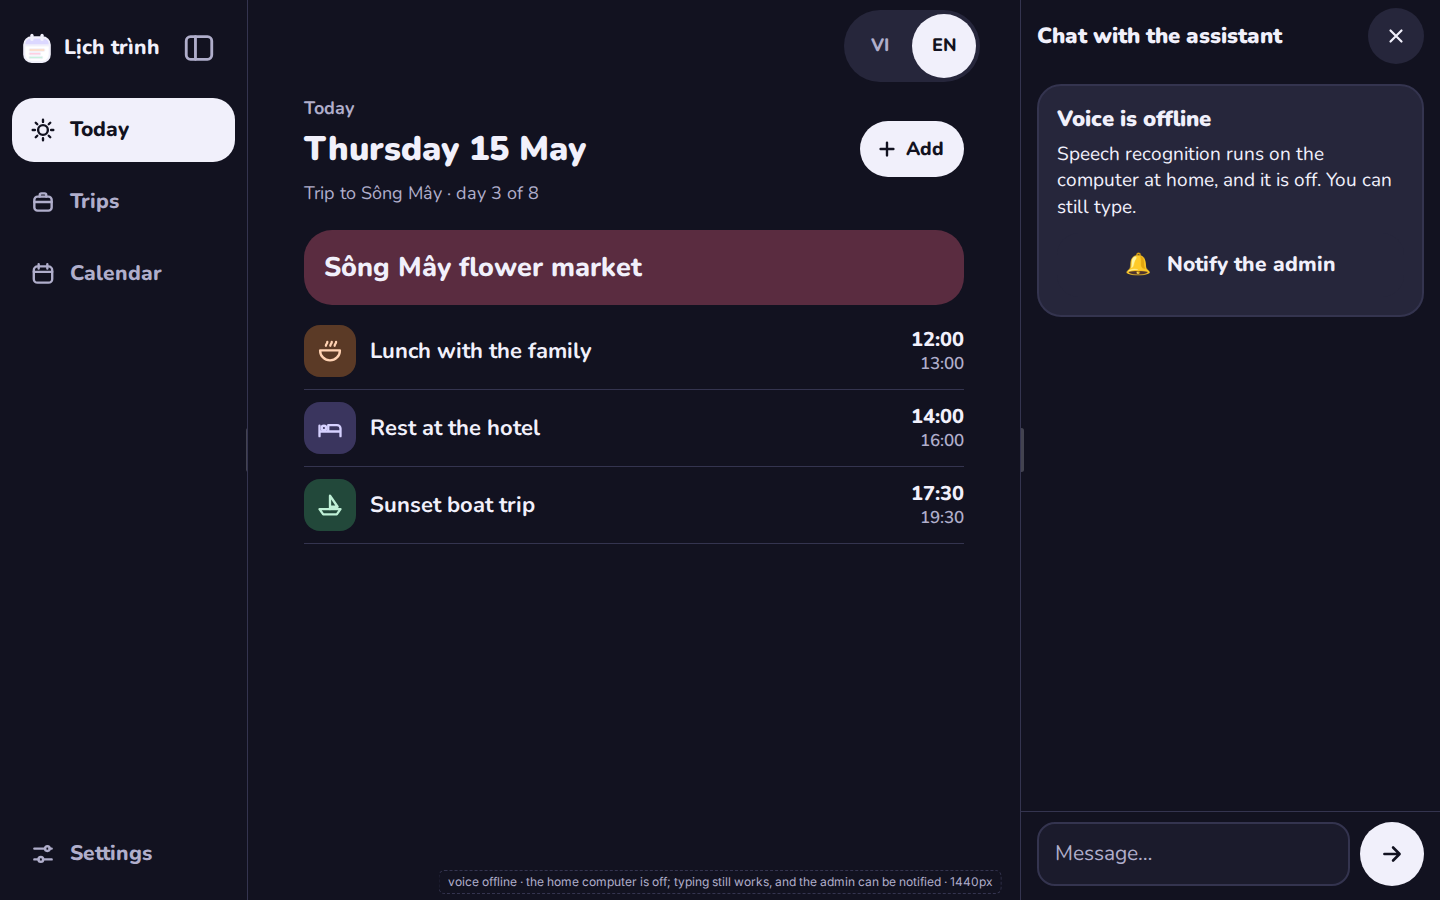 Lịch trình
Today
Trips
Calendar
Settings
VI
EN
Today
Thursday 15 May
Trip to Sông Mây · day 3 of 8
Add
Sông Mây flower market
Lunch with the family
12:00
13:00
Rest at the hotel
14:00
16:00
Sunset boat trip
17:30
19:30
voice offline · the home computer is off; typing still works, and the admin can be notified · 1440px
Chat with the assistant
Voice is offline
Speech recognition runs on the
computer at home, and it is off. You can
still type.
Notify the admin
Message...